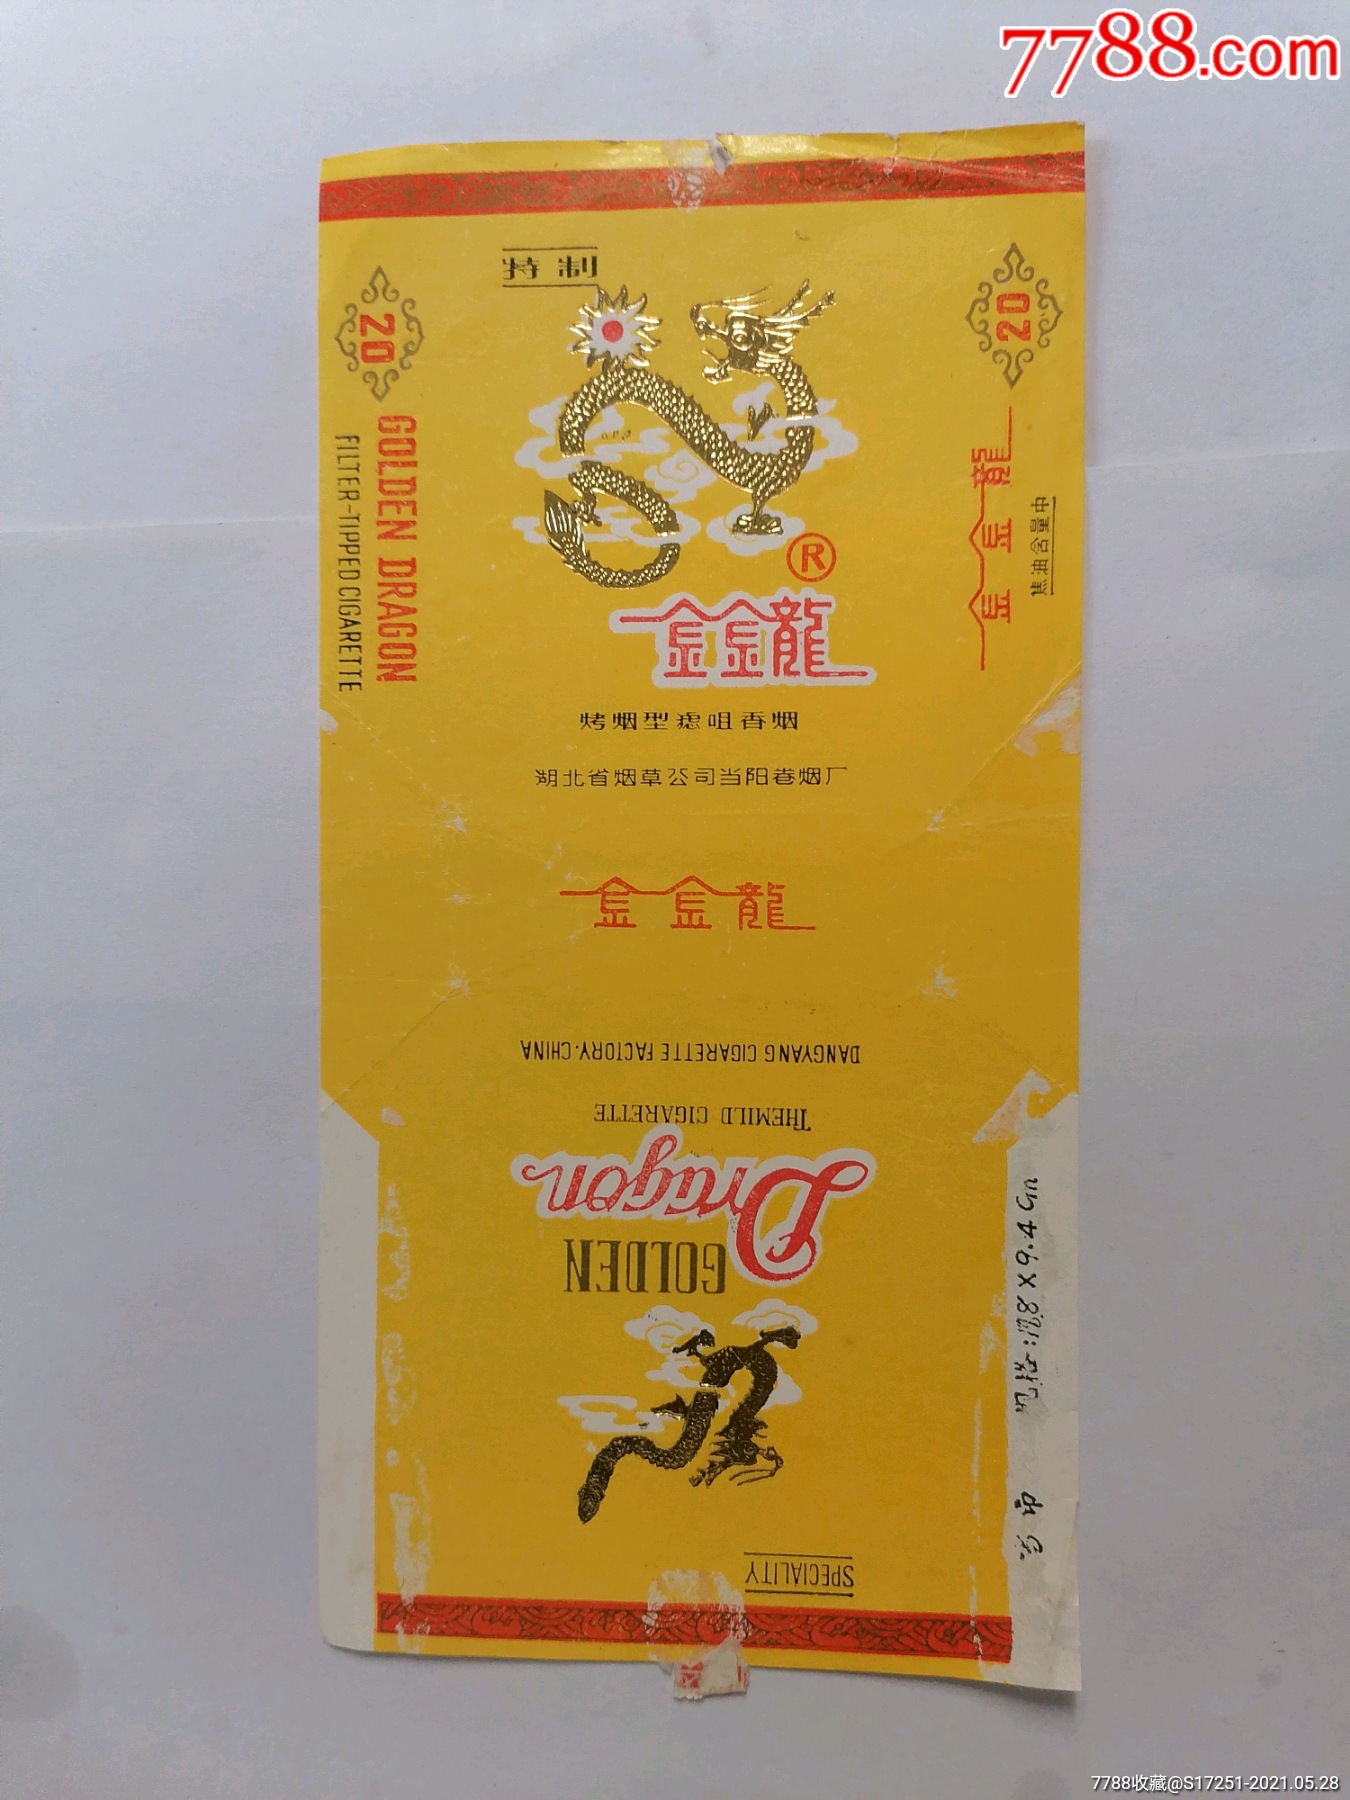 7788.com
特制
20
20
GOLDEN DRAGON
FILTER-TIPPED CIGARETTE
金金龍
焦油含量中
R
金金龍
烤烟型滤咀香烟
湖北省烟草公司当阳卷烟厂
金金龍
DANGYANG CIGARETTE FACTORY·CHINA
THEMILD CIGARETTE
Dragon
GOLDEN
SPECIALITY
7788收藏@S17251-2021.05.28